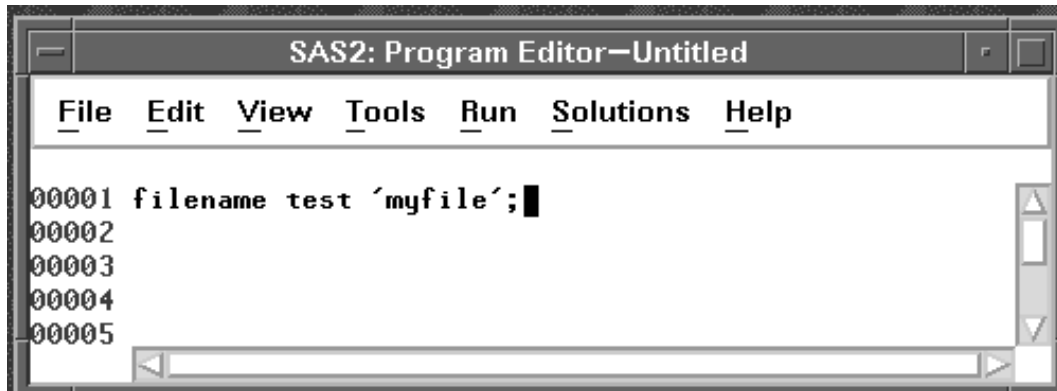 SAS2: Program Editor—Untitled
File Edit View Tools Run Solutions Help
00001 filename test ´myfile´;
00002
00003
00004
00005